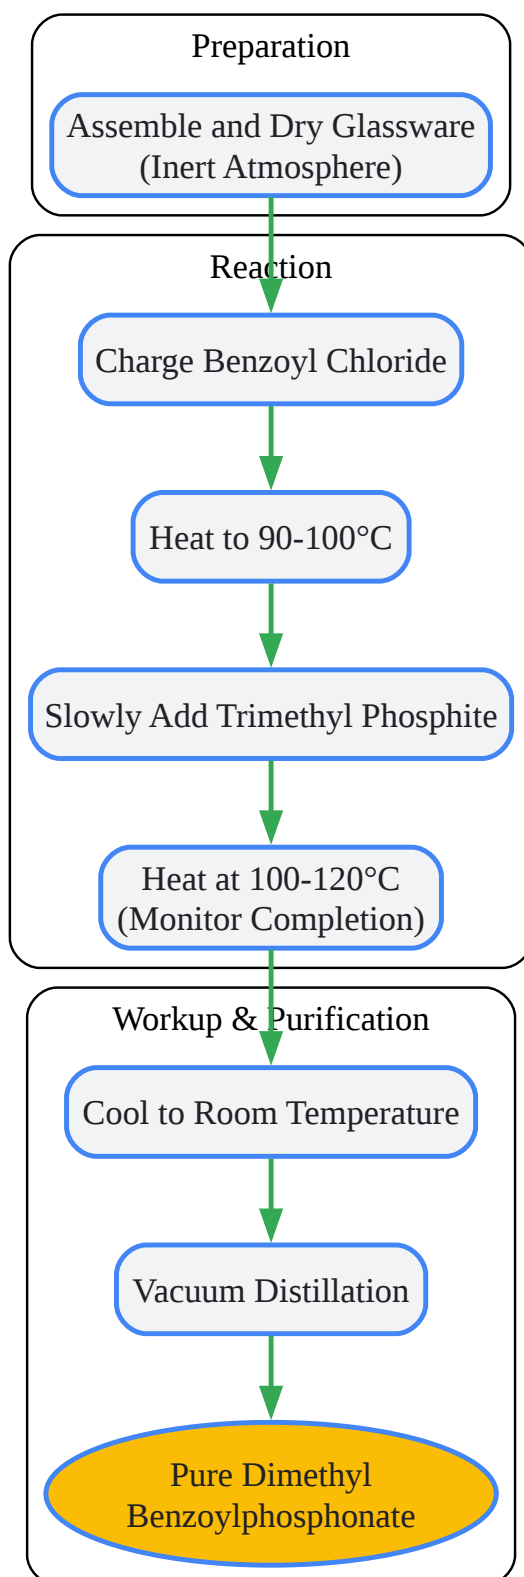 Preparation
Assemble and Dry Glassware
(Inert Atmosphere)
Reaction
Charge Benzoyl Chloride
Heat to 90-100°C
Slowly Add Trimethyl Phosphite
Heat at 100-120°C
(Monitor Completion)
Workup & Purification
Cool to Room Temperature
Vacuum Distillation
Pure Dimethyl
Benzoylphosphonate